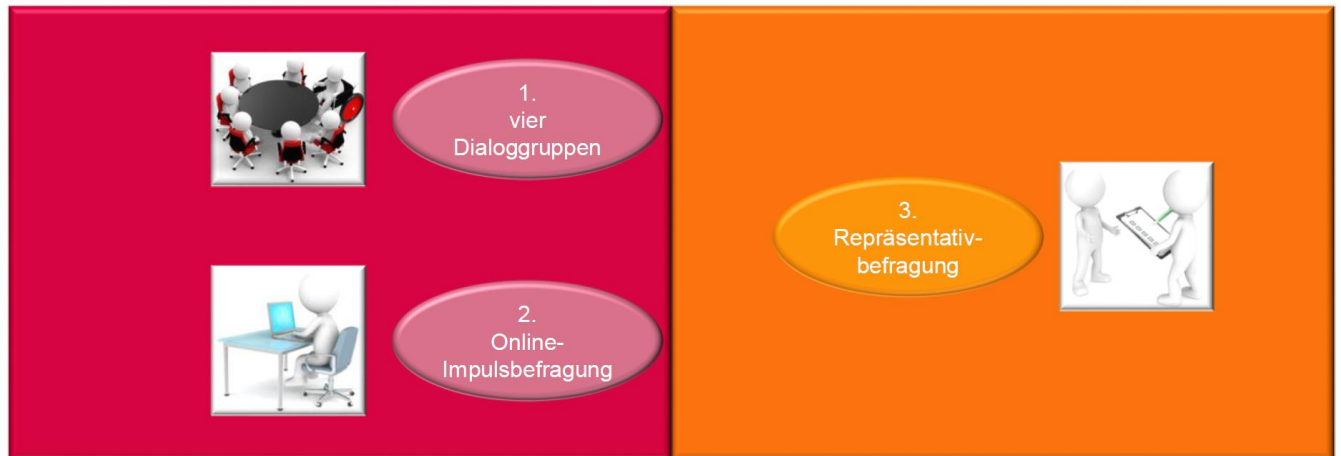 1.
vier
Dialoggruppen
2.
Online-
Impulsbefragung
3.
Repräsentativ-
befragung